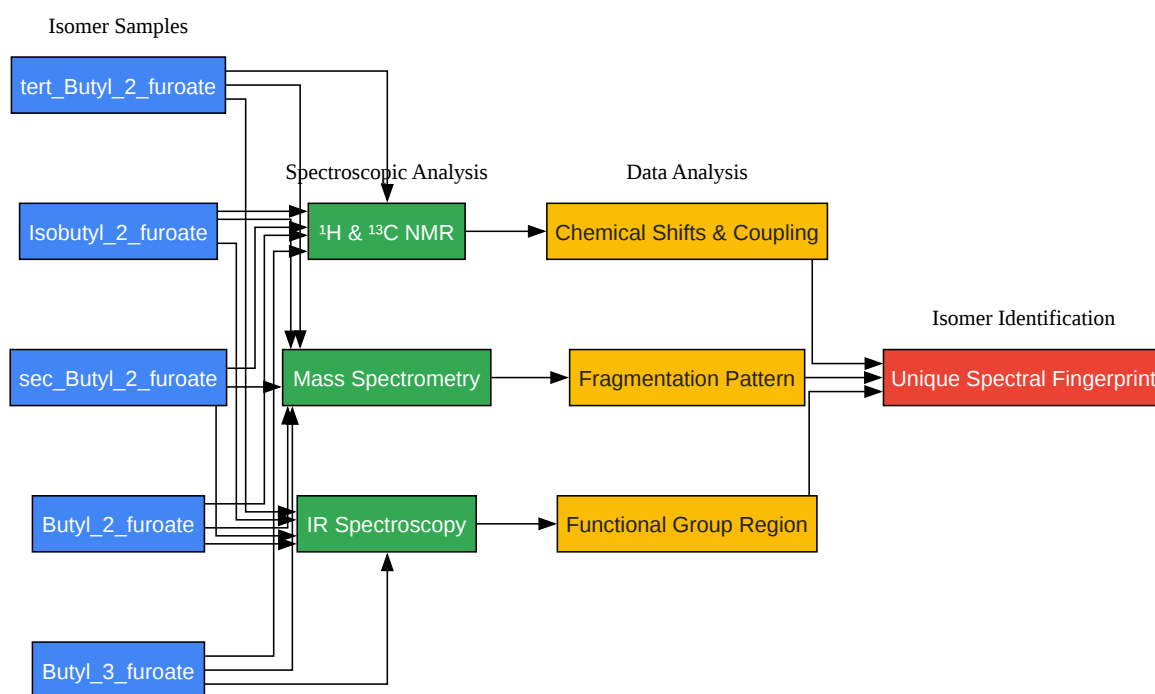 Isomer Samples
tert_Butyl_2_furoate
Isobutyl_2_furoate
sec_Butyl_2_furoate
Butyl_2_furoate
Butyl_3_furoate
Spectroscopic Analysis
¹H & ¹³C NMR
Mass Spectrometry
IR Spectroscopy
Data Analysis
Chemical Shifts & Coupling
Fragmentation Pattern
Functional Group Region
Isomer Identification
Unique Spectral Fingerprint